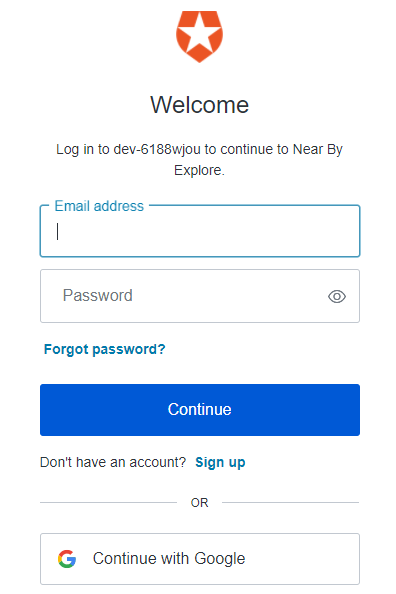 Welcome
Log in to dev-6188wjou to continue to Near By
Explore.
Email address
Password
Forgot password?
Continue
Don't have an account? Sign up
OR
Continue with Google